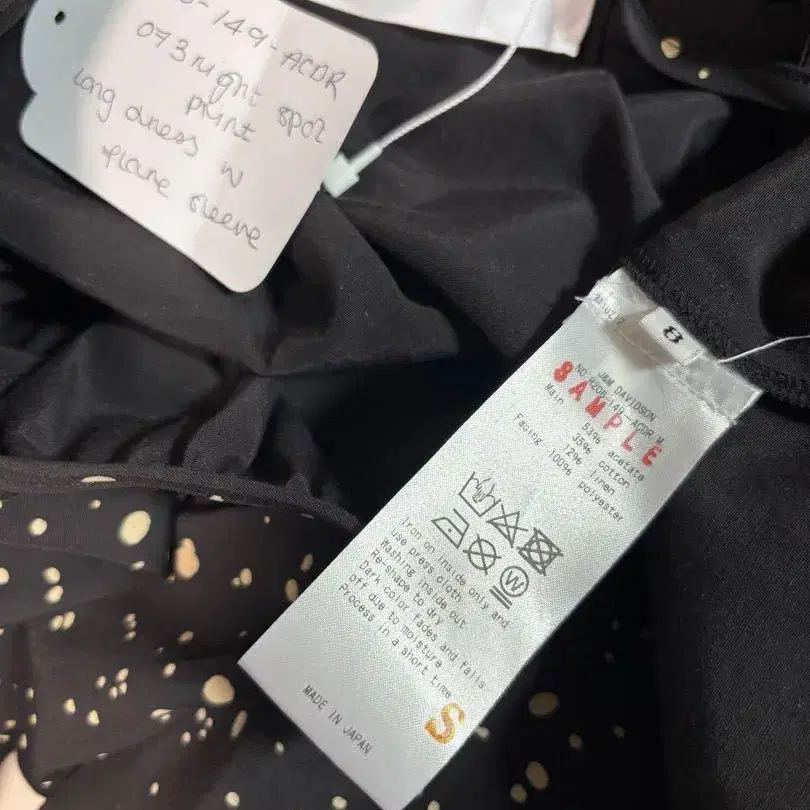 -149-ACDR
073 night spot
print
long dress w
flare sleeve
8
J&M DAVIDSON
SAMPLE
Main
53% acetate
35% cotton
12% linen
Facing
100% polyester
W
Iron on inside only and
use press cloth
Washing inside out
Re-shape to dry
Dark color fades and falls
off due to moisture
Process in a short time
S
MADE IN JAPAN